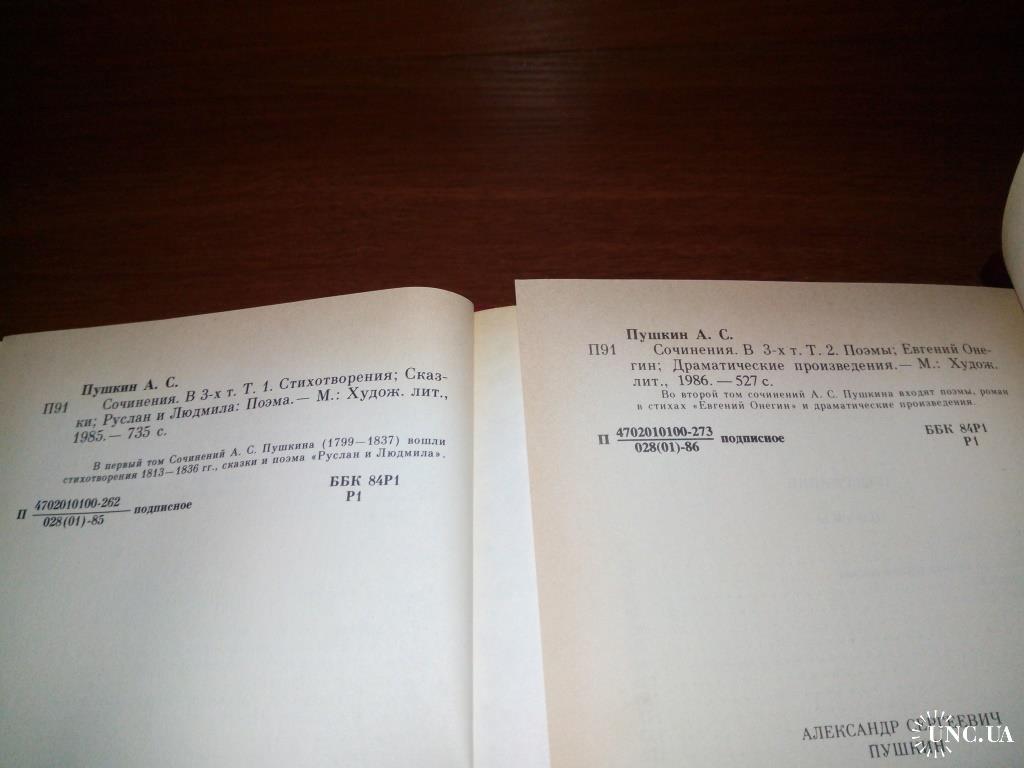 Пушкин А. С.
П91 Сочинения. В 3-х т. Т. 1. Стихотворения; Сказ-
ки; Руслан и Людмила: Поэма.— М.: Худож. лит.,
1985.— 735 с.
В первый том Сочинений А. С. Пушкина (1799—1837) вошли
стихотворения 1813—1836 гг., сказки и поэма «Руслан и Людмила».
П 4702010100-262 подписное
028(01)-85
ББК 84Р1
Р1
Пушкин А. С.
П91 Сочинения. В 3-х т. Т. 2. Поэмы; Евгений Оне-
гин; Драматические произведения.— М.: Худож.
лит., 1986. — 527 с.
Во второй том сочинений А. С. Пушкина входят поэмы, роман
в стихах «Евгений Онегин» и драматические произведения.
П 4702010100-273 подписное
028(01)-86
ББК 84Р1
Р1
АЛЕКСАНДР СЕРГЕЕВИЧ
ПУШКИН
UNC.UA